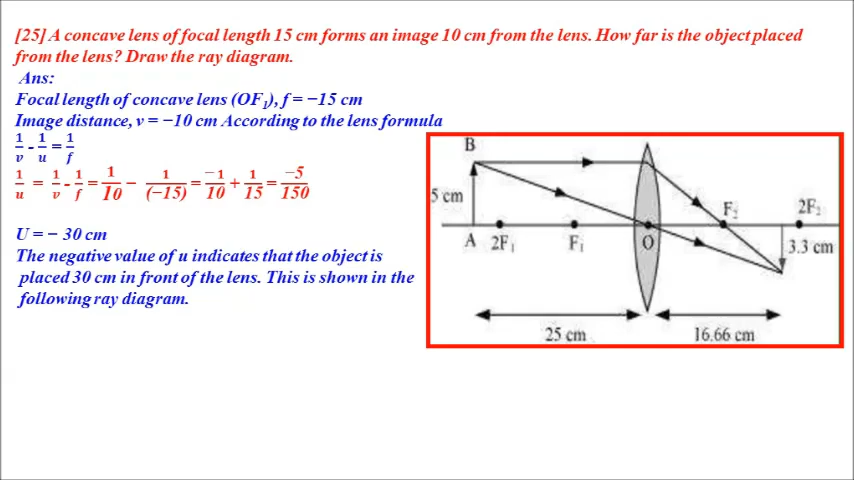 [25] A concave lens of focal length 15 cm forms an image 10 cm from the lens. How far is the object placed
from the lens? Draw the ray diagram.
Ans:
Focal length of concave lens (OF₁), f = −15 cm
Image distance, v = −10 cm According to the lens formula
1/v - 1/u = 1/f
1/u = 1/v - 1/f = 1/10 − 1/(−15) = −1/10 + 1/15 = −5/150
U = − 30 cm
The negative value of u indicates that the object is
placed 30 cm in front of the lens. This is shown in the
following ray diagram.
B
5 cm
F₂
2F₂
A
2F₁
F₁
O
3.3 cm
25 cm
16.66 cm